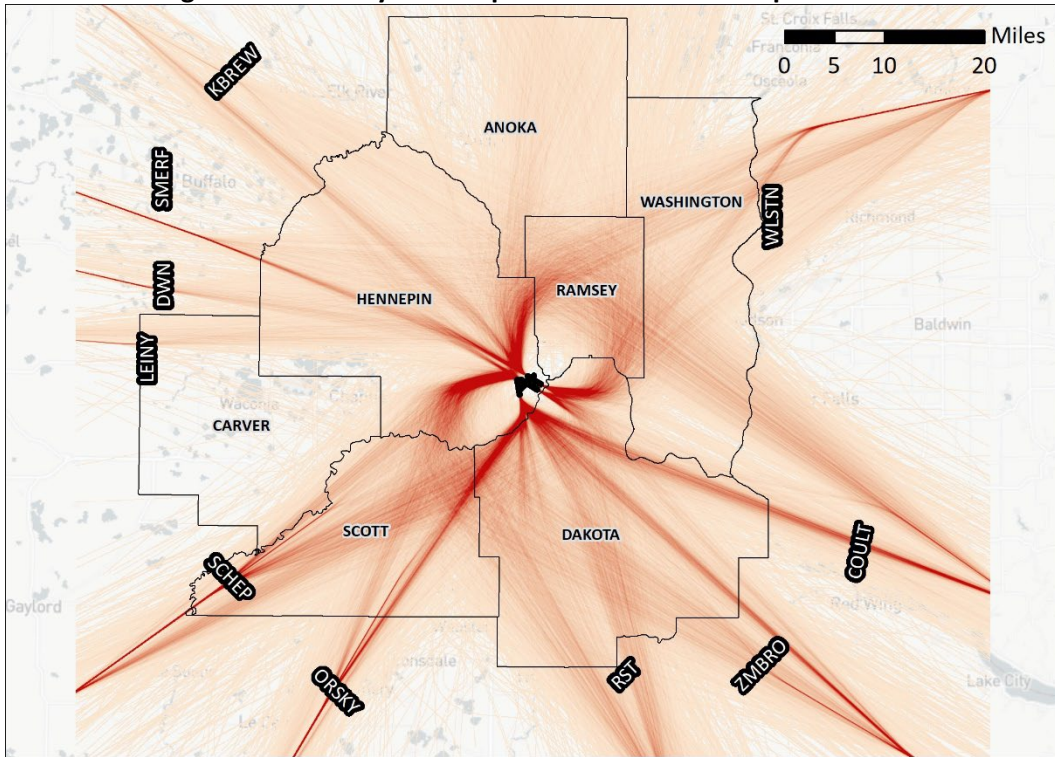 St. Croix Falls
Miles
Franconia
0 5 10 20
Osceola
KBREW
Elk River
ANOKA
SMERF
Buffalo
WASHINGTON
WLSTN
Richmond
DWN
HENNEPIN
RAMSEY
Baldwin
LEINY
Waconia
CARVER
Falls
SCOTT
DAKOTA
COULT
SCHEP
Gaylord
Red Wing
ORSKY
RST
ZMBRO
Lake City